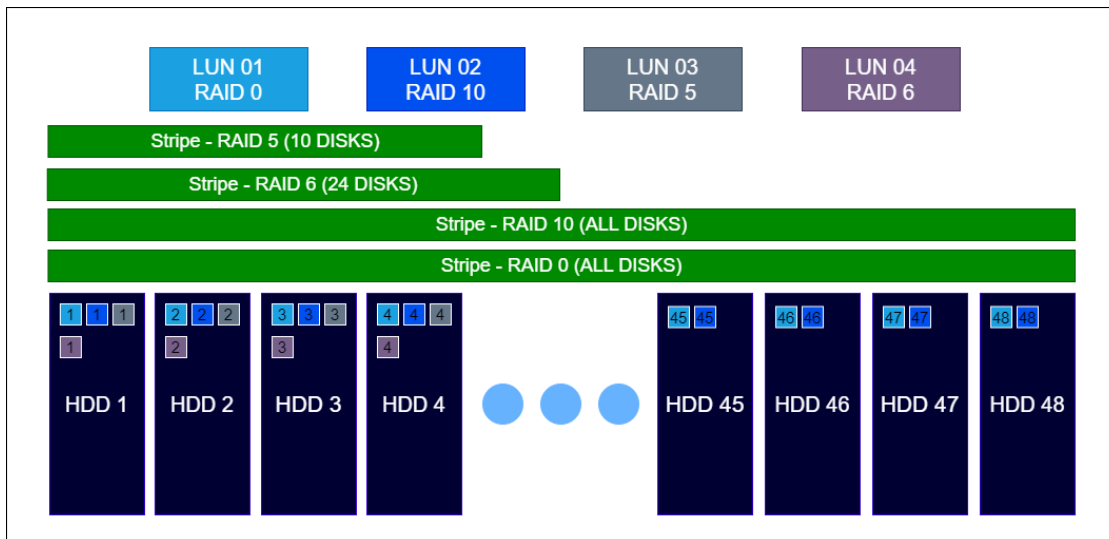 LUN 01
RAID 0
LUN 02
RAID 10
LUN 03
RAID 5
LUN 04
RAID 6
Stripe - RAID 5 (10 DISKS)
Stripe - RAID 6 (24 DISKS)
Stripe - RAID 10 (ALL DISKS)
Stripe - RAID 0 (ALL DISKS)
1 1 1
1
HDD 1
2 2 2
2
HDD 2
3 3 3
3
HDD 3
4 4 4
4
HDD 4
45 45
HDD 45
46 46
HDD 46
47 47
HDD 47
48 48
HDD 48